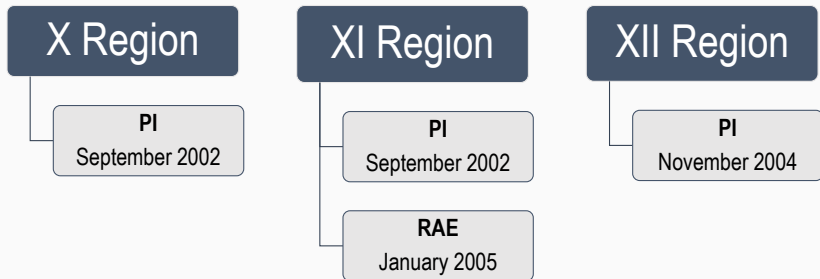 X Region
PI
September 2002
XI Region
PI
September 2002
RAE
January 2005
XII Region
PI
November 2004